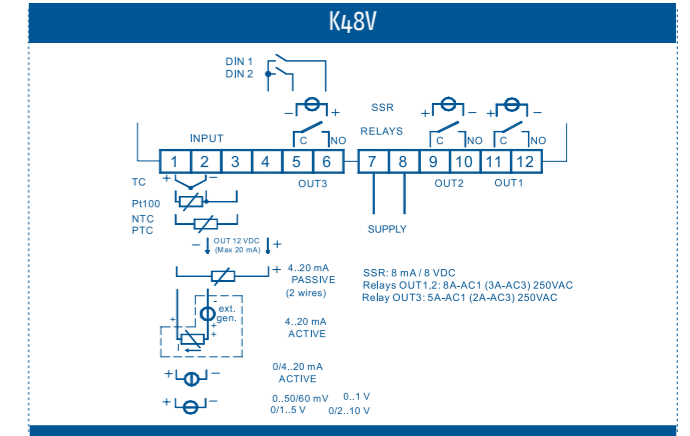 K48V
DIN 1
DIN 2
− + SSR + − + −
RELAYS
INPUT C NO C NO C NO
1 2 3 4 5 6 7 8 9 10 11 12
TC + − OUT3 OUT2 OUT1
Pt100
NTC
PTC
SUPPLY
− OUT 12 VDC +
(Max 20 mA)
+ 4..20 mA
PASSIVE
(2 wires)
SSR: 8 mA / 8 VDC
Relays OUT1,2: 8A-AC1 (3A-AC3) 250VAC
Relay OUT3: 5A-AC1 (2A-AC3) 250VAC
-
ext.
gen.
+ +
+
4..20 mA
ACTIVE
+ − 0/4..20 mA
ACTIVE
+ − 0..50/60 mV 0..1 V
0/1..5 V 0/2..10 V